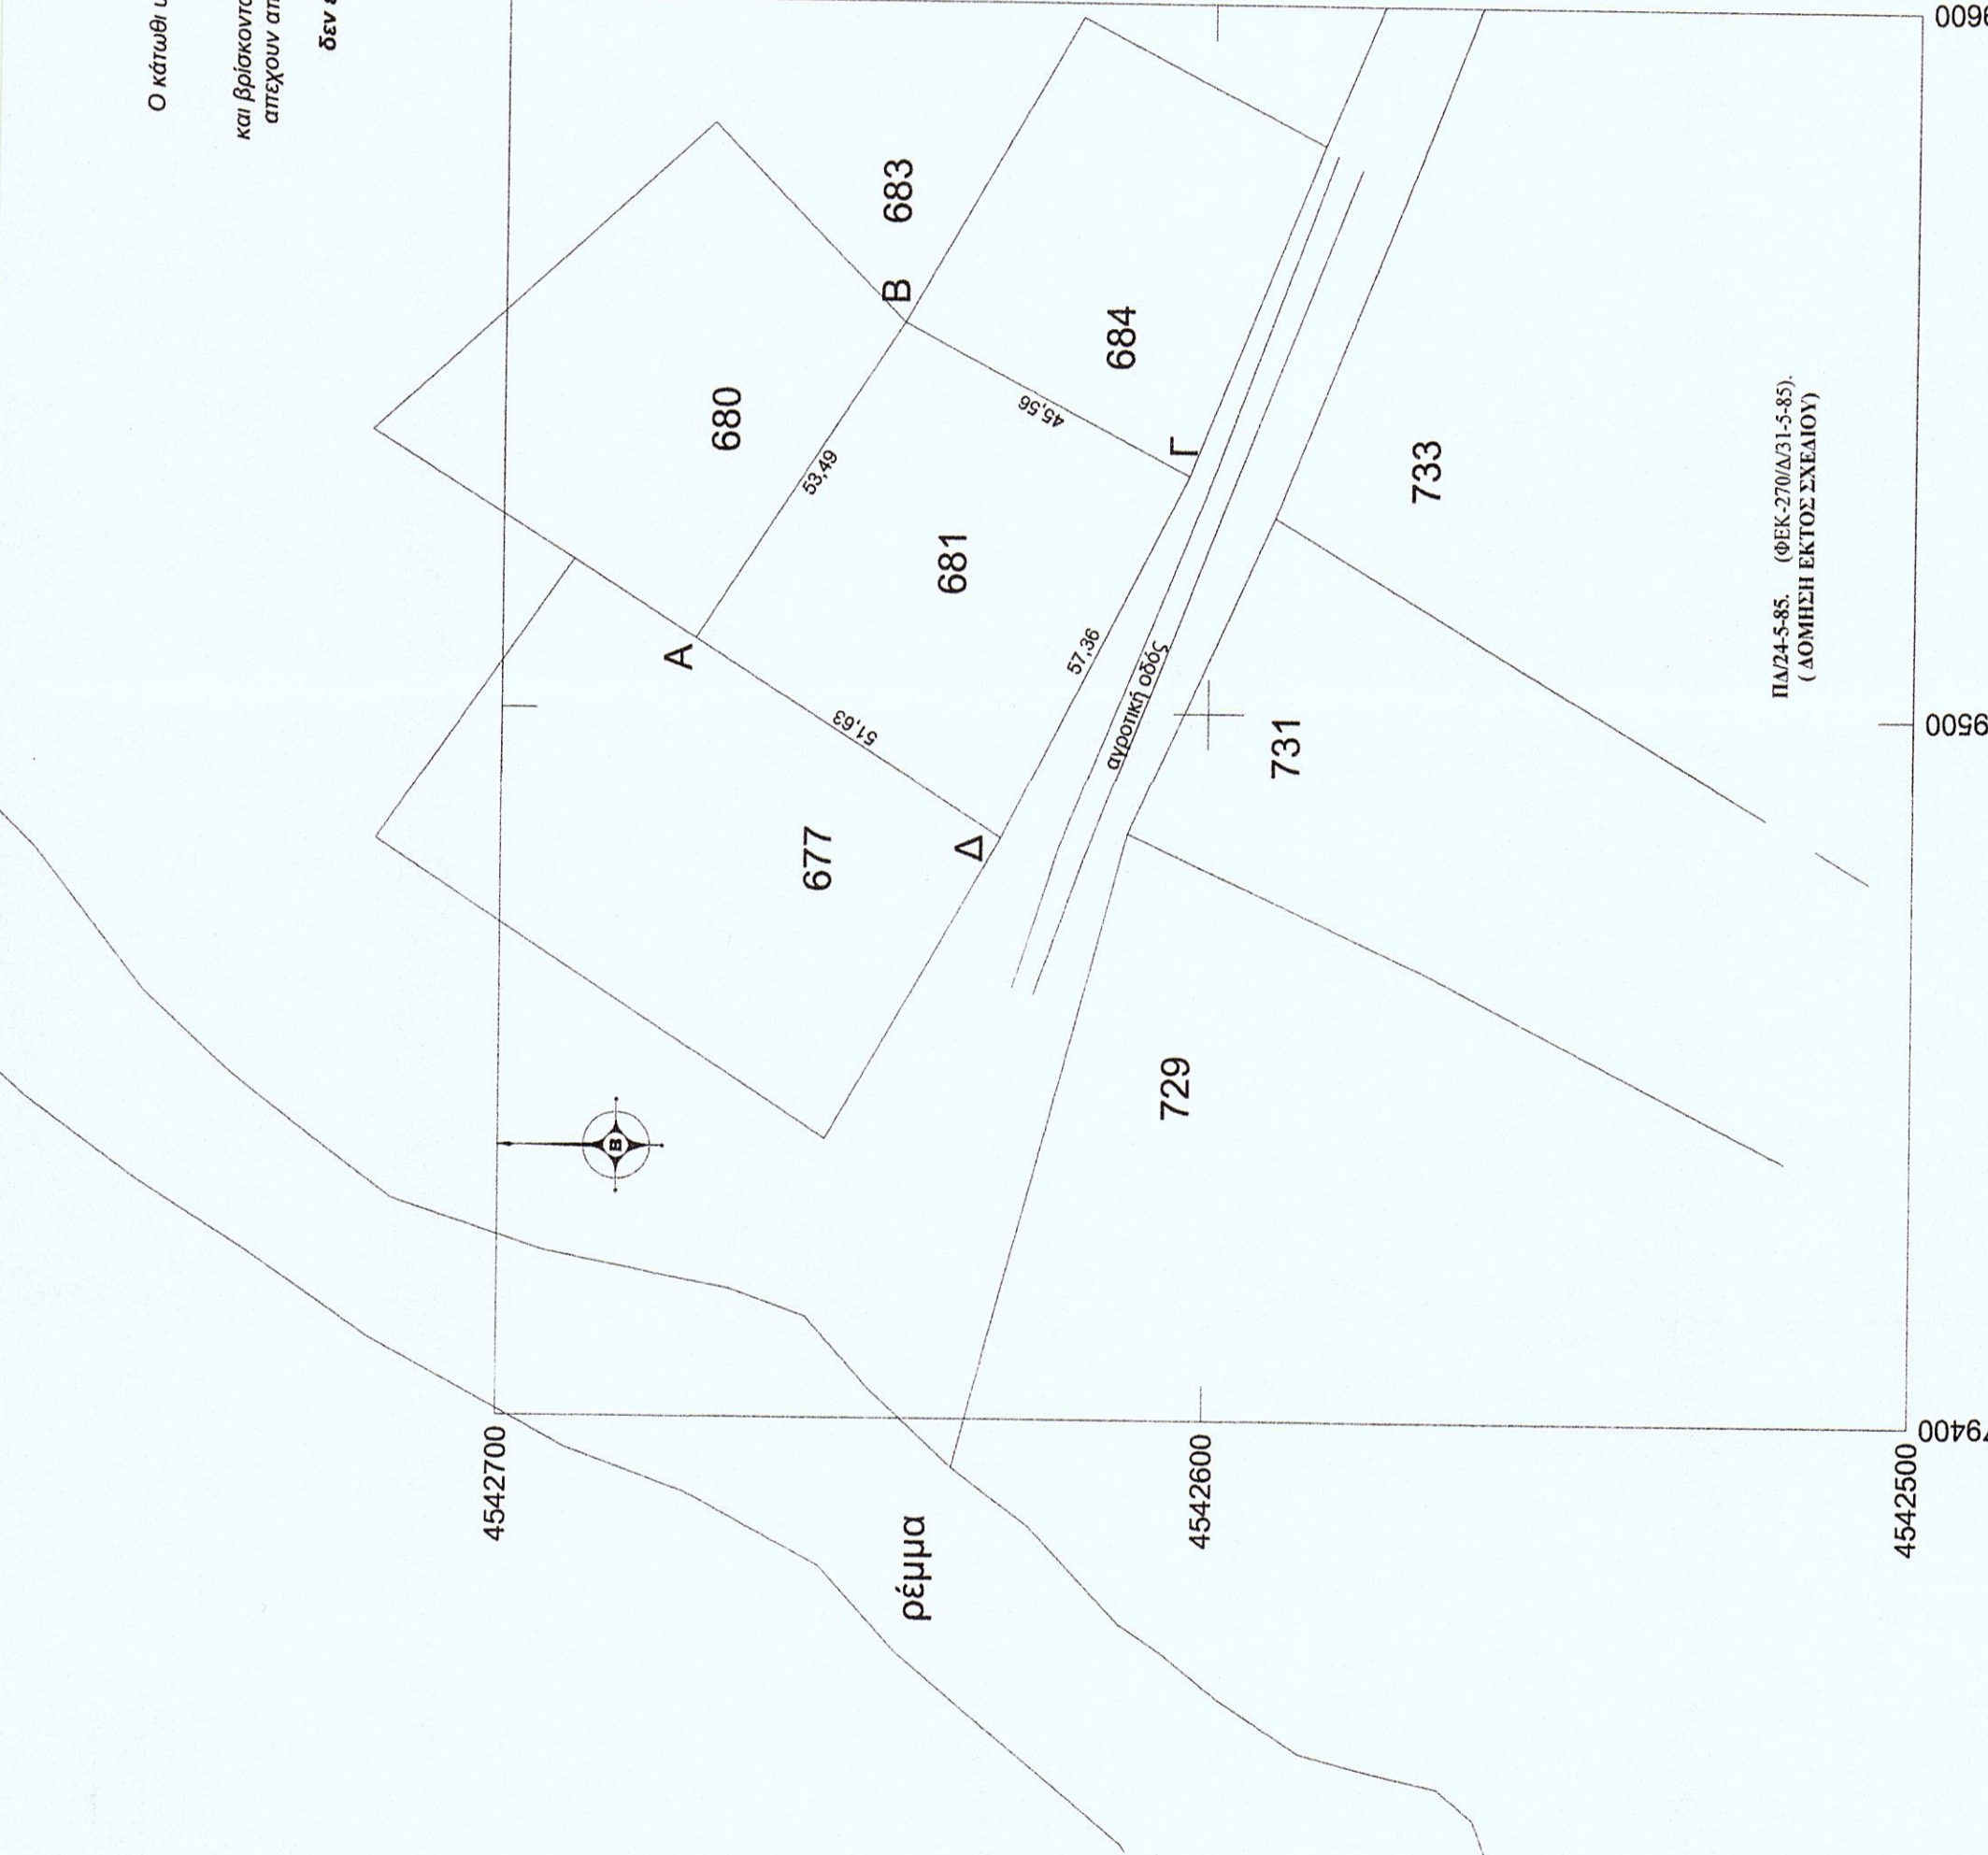 Ο κάτωθι
και βρίσκοντα
απεχουν απ
δεν
ρέμμα
4542700
4542600
4542500
B
677
Δ
A
51,63
680
53,49
681
57,36
B
683
45,56
Γ
684
αγροτική οδός
729
731
733
ΠΔ/24-5-85. (ΦΕΚ-270/Δ/31-5-85).
( ΔΟΜΗΣΗ ΕΚΤΟΣ ΣΧΕΔΙΟΥ)
9400
9500
9600